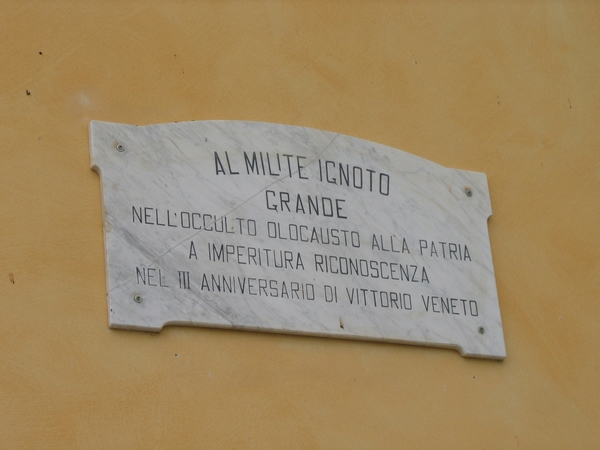 AL MILITE IGNOTO
GRANDE
NELL'OCCULTO OLOCAUSTO ALLA PATRIA
A IMPERITURA RICONOSCENZA
NEL III ANNIVERSARIO DI VITTORIO VENETO